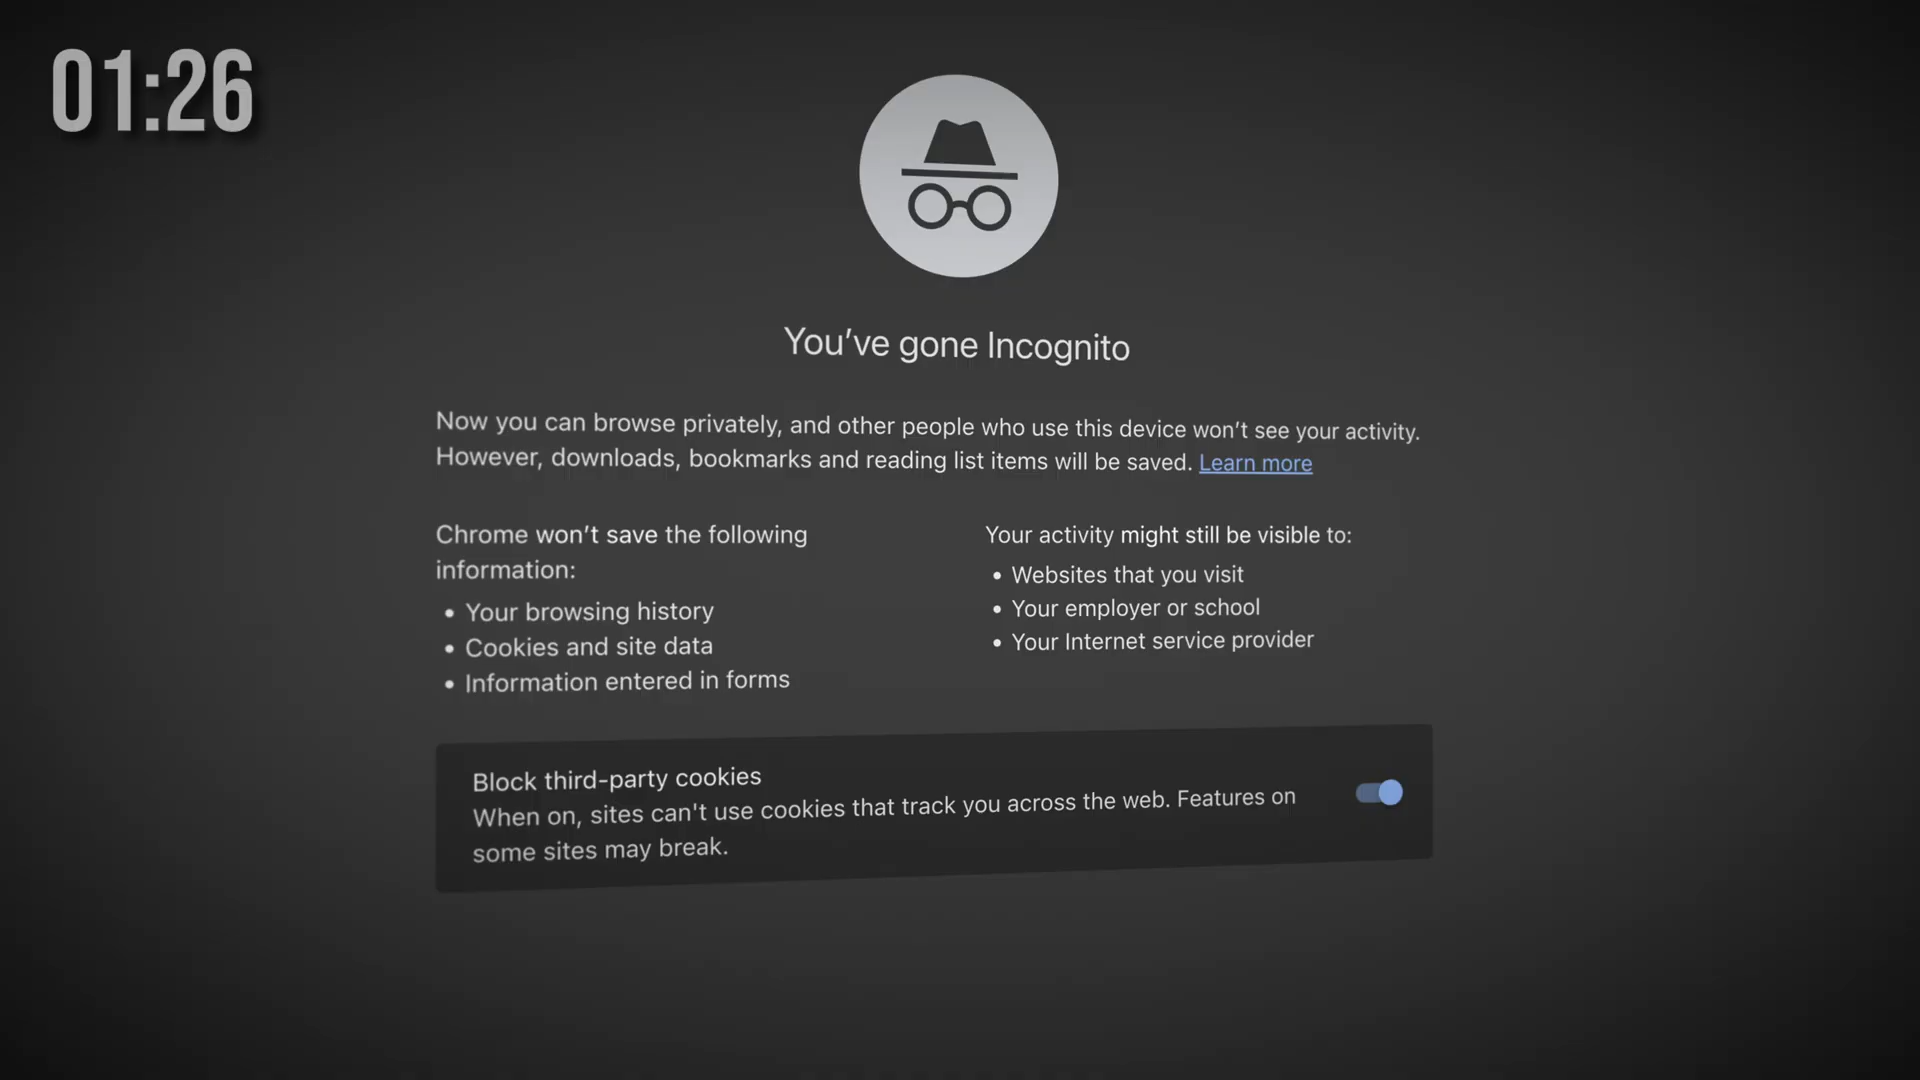 01:26
You’ve gone Incognito
Now you can browse privately, and other people who use this device won’t see your activity.
However, downloads, bookmarks and reading list items will be saved. Learn more
Chrome won’t save the following
information:
• Your browsing history
• Cookies and site data
• Information entered in forms
Your activity might still be visible to:
• Websites that you visit
• Your employer or school
• Your Internet service provider
Block third-party cookies
When on, sites can't use cookies that track you across the web. Features on
some sites may break.